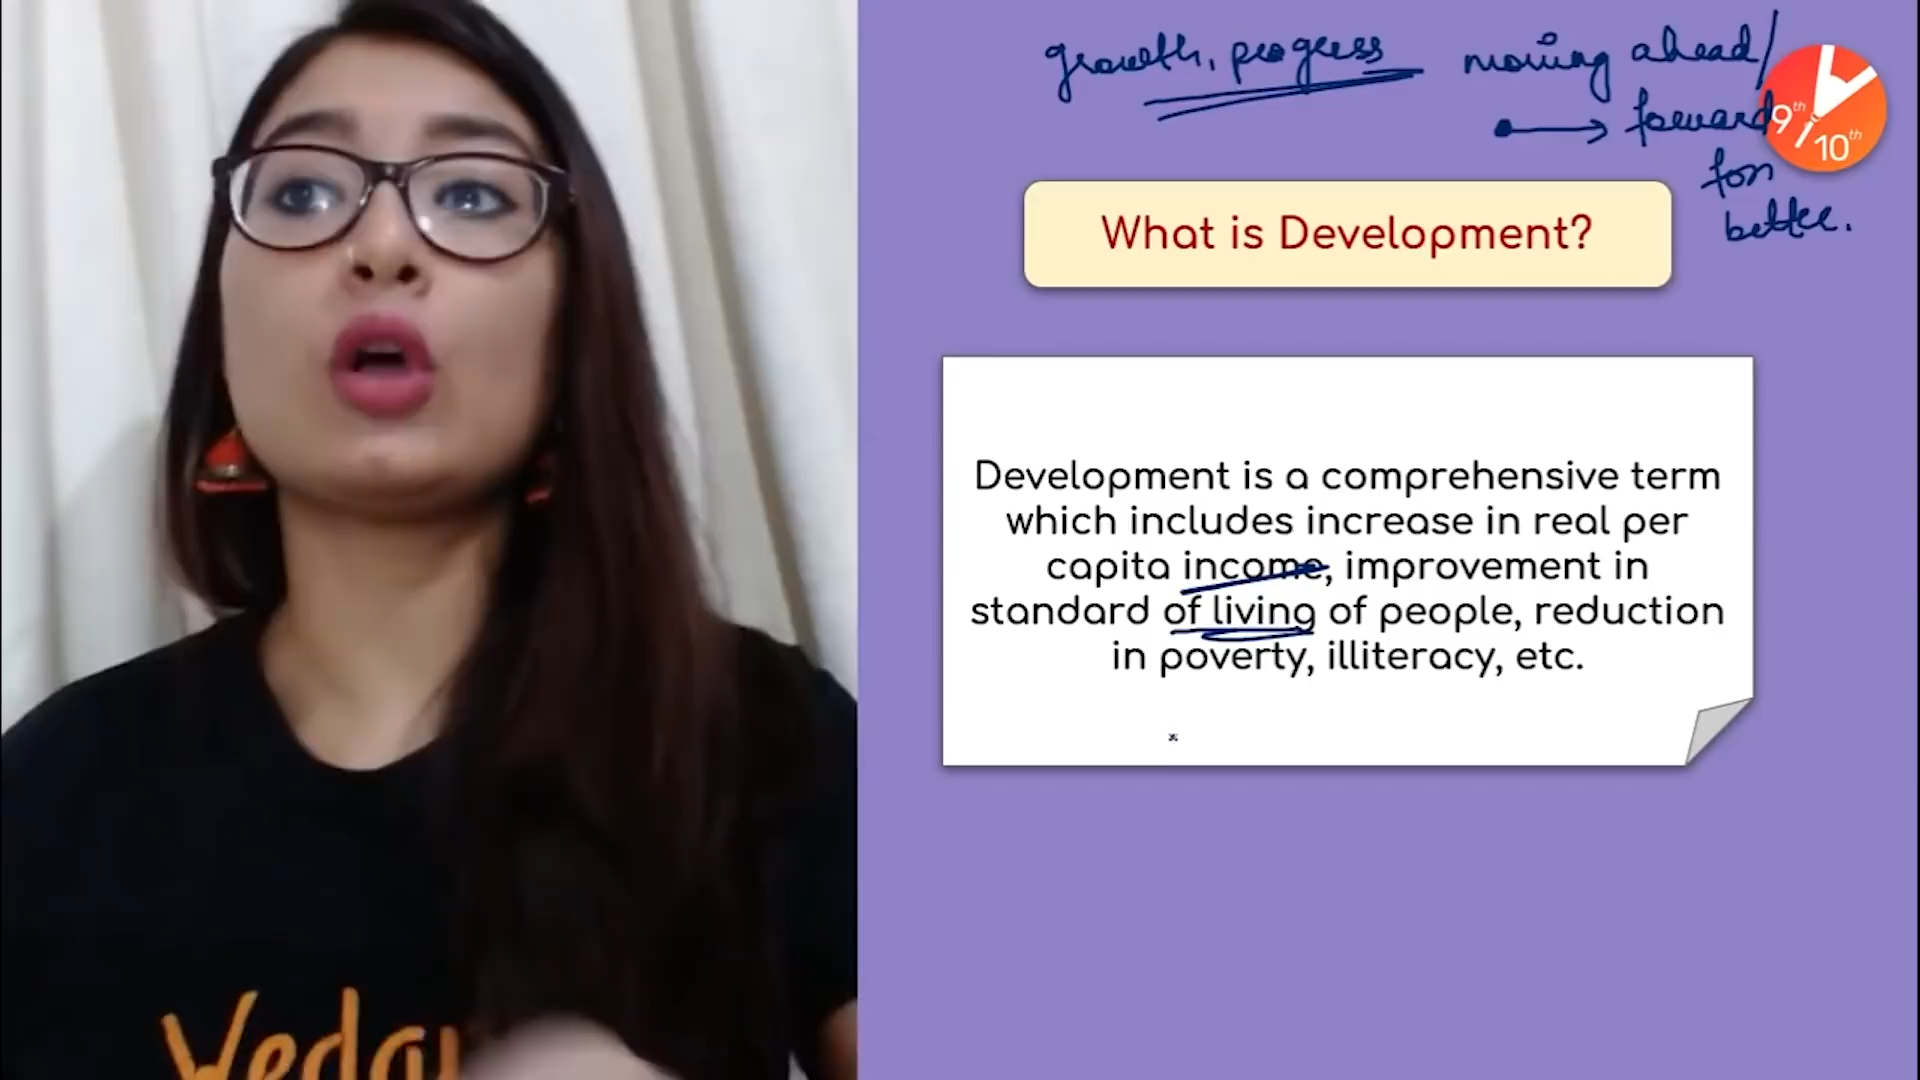 growth, progress
moving ahead/
forward
for
better.
9th
10th
What is Development?
Development is a comprehensive term
which includes increase in real per
capita income, improvement in
standard of living of people, reduction
in poverty, illiteracy, etc.